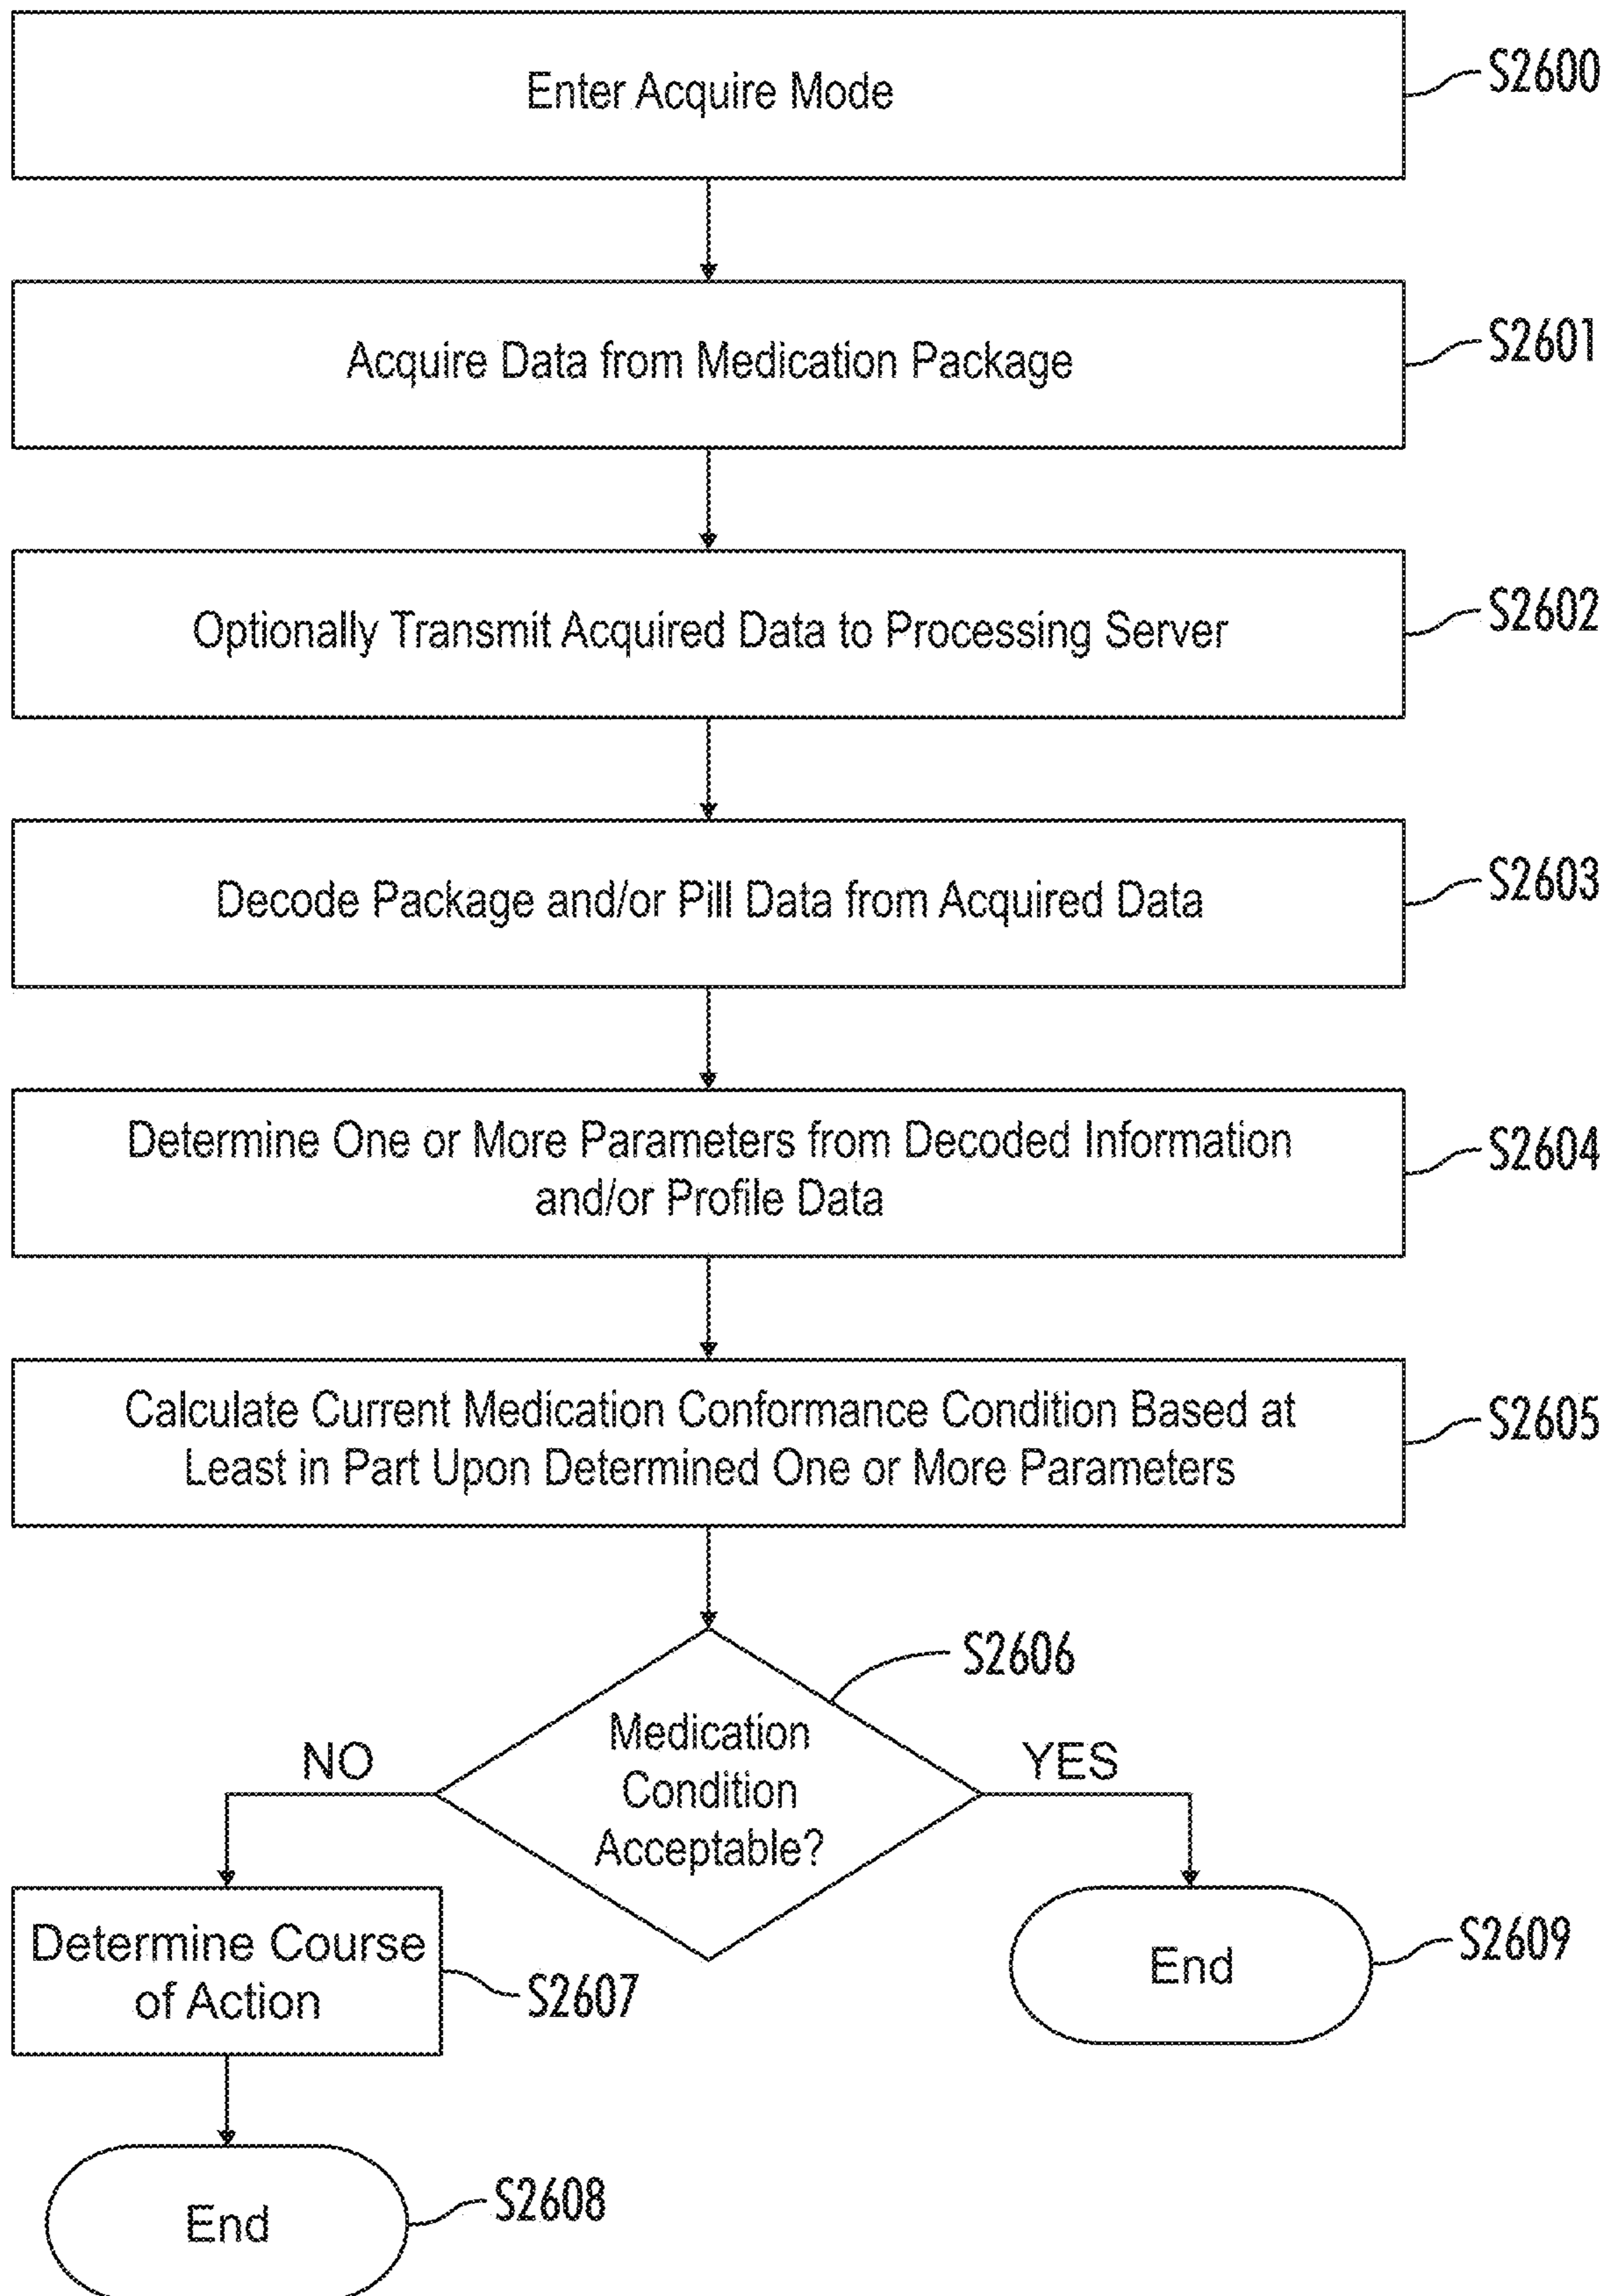 Enter Acquire Mode
S2600
Acquire Data from Medication Package
S2601
Optionally Transmit Acquired Data to Processing Server
S2602
Decode Package and/or Pill Data from Acquired Data
S2603
Determine One or More Parameters from Decoded Information
and/or Profile Data
S2604
Calculate Current Medication Conformance Condition Based at
Least in Part Upon Determined One or More Parameters
S2605
S2606
Medication
Condition
Acceptable?
NO
YES
Determine Course
of Action
S2607
End
S2609
End
S2608